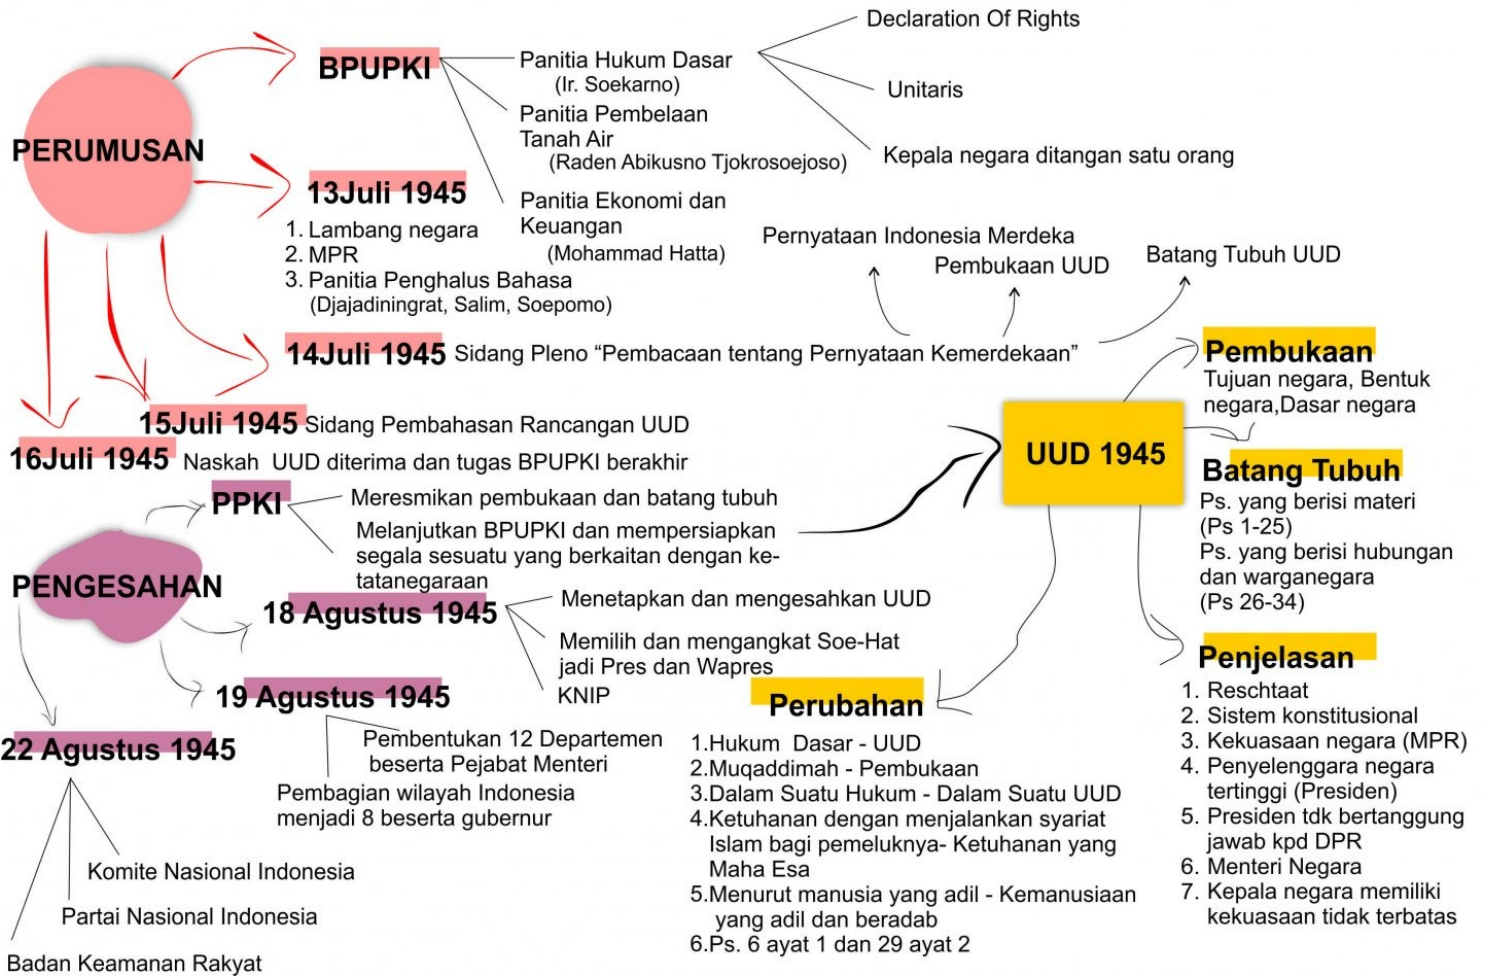 PERUMUSAN
BPUPKI
Panitia Hukum Dasar
(Ir. Soekarno)
Declaration Of Rights
Unitaris
Kepala negara ditangan satu orang
Panitia Pembelaan
Tanah Air
(Raden Abikusno Tjokrosoejoso)
Panitia Ekonomi dan
Keuangan
(Mohammad Hatta)
13Juli 1945
1. Lambang negara
2. MPR
3. Panitia Penghalus Bahasa
(Djajadiningrat, Salim, Soepomo)
14Juli 1945 Sidang Pleno “Pembacaan tentang Pernyataan Kemerdekaan”
Pernyataan Indonesia Merdeka
Pembukaan UUD
Batang Tubuh UUD
15Juli 1945 Sidang Pembahasan Rancangan UUD
16Juli 1945 Naskah UUD diterima dan tugas BPUPKI berakhir
PENGESAHAN
PPKI
Meresmikan pembukaan dan batang tubuh
Melanjutkan BPUPKI dan mempersiapkan
segala sesuatu yang berkaitan dengan ke-
tatanegaraan
18 Agustus 1945
Menetapkan dan mengesahkan UUD
Memilih dan mengangkat Soe-Hat
jadi Pres dan Wapres
KNIP
19 Agustus 1945
Pembentukan 12 Departemen
beserta Pejabat Menteri
Pembagian wilayah Indonesia
menjadi 8 beserta gubernur
22 Agustus 1945
Komite Nasional Indonesia
Partai Nasional Indonesia
Badan Keamanan Rakyat
UUD 1945
Pembukaan
Tujuan negara, Bentuk
negara,Dasar negara
Batang Tubuh
Ps. yang berisi materi
(Ps 1-25)
Ps. yang berisi hubungan
dan warganegara
(Ps 26-34)
Penjelasan
1. Reschtaat
2. Sistem konstitusional
3. Kekuasaan negara (MPR)
4. Penyelenggara negara
tertinggi (Presiden)
5. Presiden tdk bertanggung
jawab kpd DPR
6. Menteri Negara
7. Kepala negara memiliki
kekuasaan tidak terbatas
Perubahan
1.Hukum Dasar - UUD
2.Muqaddimah - Pembukaan
3.Dalam Suatu Hukum - Dalam Suatu UUD
4.Ketuhanan dengan menjalankan syariat
Islam bagi pemeluknya- Ketuhanan yang
Maha Esa
5.Menurut manusia yang adil - Kemanusiaan
yang adil dan beradab
6.Ps. 6 ayat 1 dan 29 ayat 2